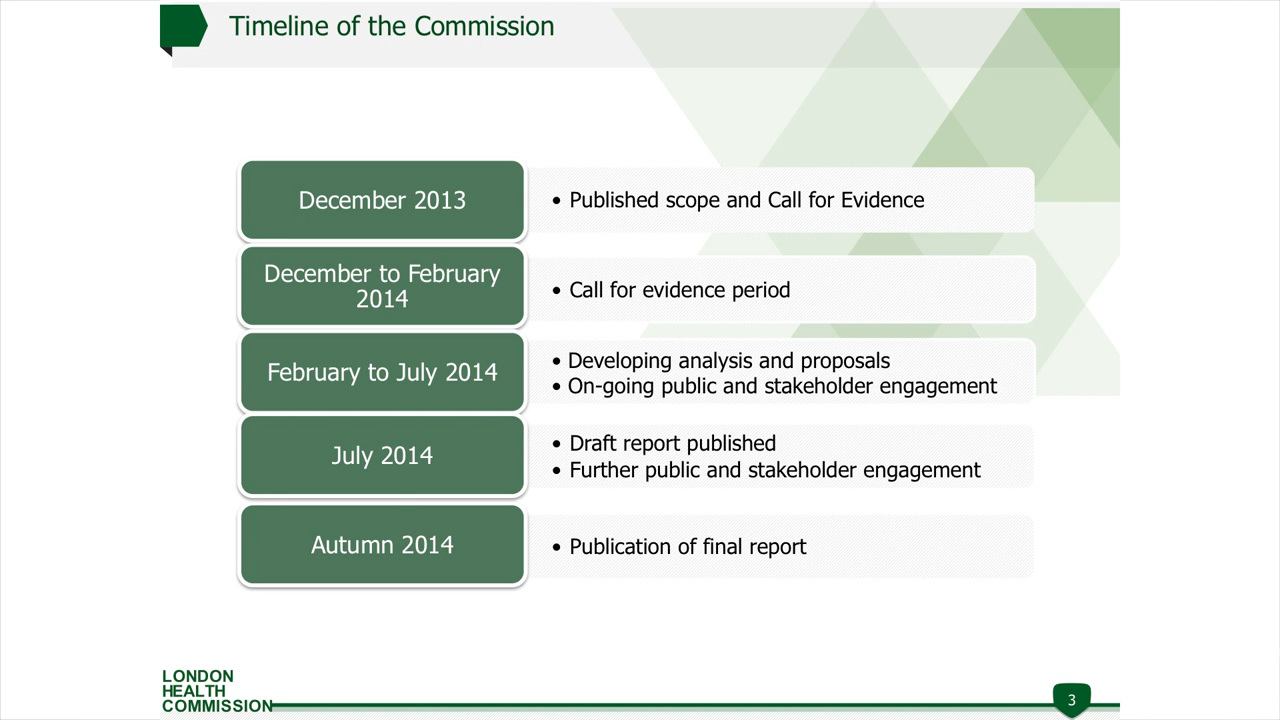 Timeline of the Commission
December 2013
• Published scope and Call for Evidence
December to February
2014
• Call for evidence period
February to July 2014
• Developing analysis and proposals
• On-going public and stakeholder engagement
July 2014
• Draft report published
• Further public and stakeholder engagement
Autumn 2014
• Publication of final report
LONDON
HEALTH
COMMISSION
3